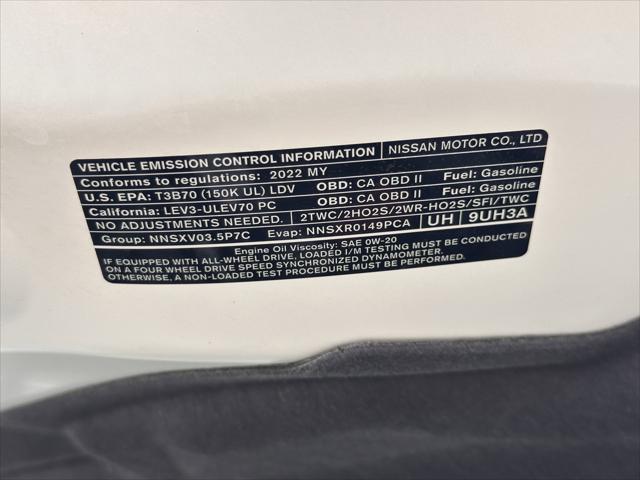 VEHICLE EMISSION CONTROL INFORMATION NISSAN MOTOR CO., LTD
Conforms to regulations: 2022 MY Fuel: Gasoline
U.S. EPA: T3B70 (150K UL) LDV OBD: CA OBD II Fuel: Gasoline
California: LEV3-ULEV70 PC OBD: CA OBD II
NO ADJUSTMENTS NEEDED. 2TWC/2HO2S/2WR-HO2S/SFI/TWC
Group: NNSXV03.5P7C Evap: NNSXR0149PCA UH 9UH3A
Engine Oil Viscosity: SAE 0W-20
IF EQUIPPED WITH ALL-WHEEL DRIVE, LOADED I/M TESTING MUST BE CONDUCTED
ON A FOUR WHEEL DRIVE SPEED SYNCHRONIZED DYNAMOMETER.
OTHERWISE, A NON-LOADED TEST PROCEDURE MUST BE PERFORMED.